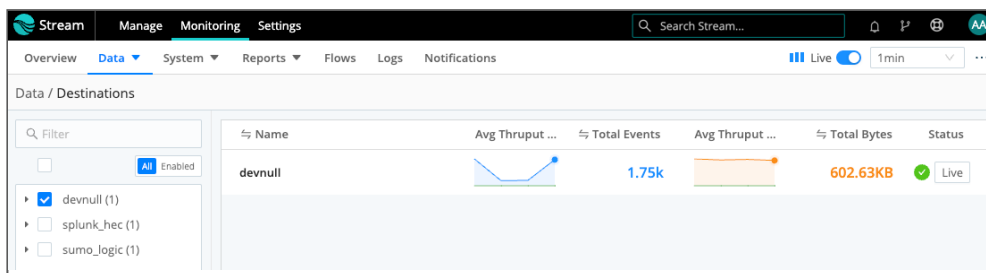 Stream Manage Monitoring Settings Search Stream... AA
Overview Data System Reports Flows Logs Notifications Live 1min ...
Data / Destinations
Filter
All Enabled
devnull (1)
splunk_hec (1)
sumo_logic (1)
Name Avg Thruput ... Total Events Avg Thruput ... Total Bytes Status
devnull 1.75k 602.63KB Live